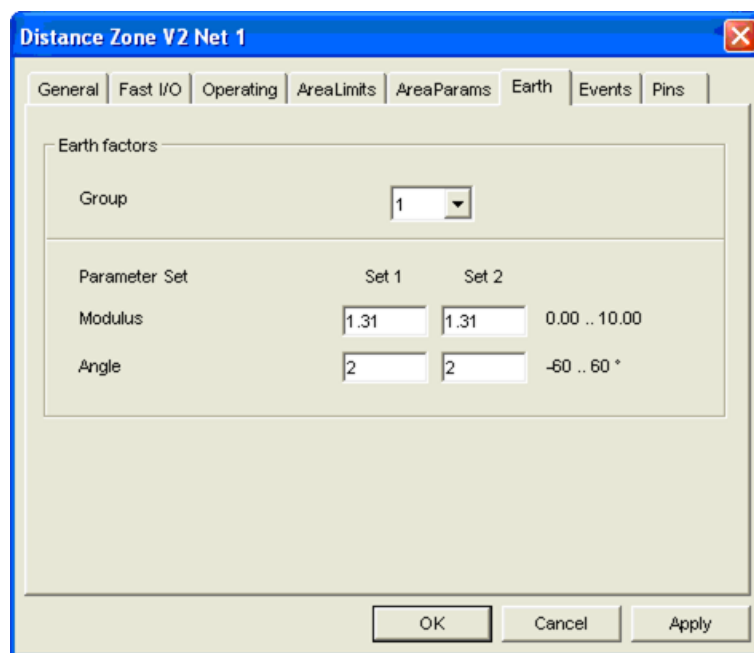 Distance Zone V2 Net 1
General Fast I/O Operating AreaLimits AreaParams Earth Events Pins
Earth factors
Group 1
Parameter Set Set 1 Set 2
Modulus 1.31 1.31 0.00 .. 10.00
Angle 2 2 -60 .. 60 °
OK Cancel Apply